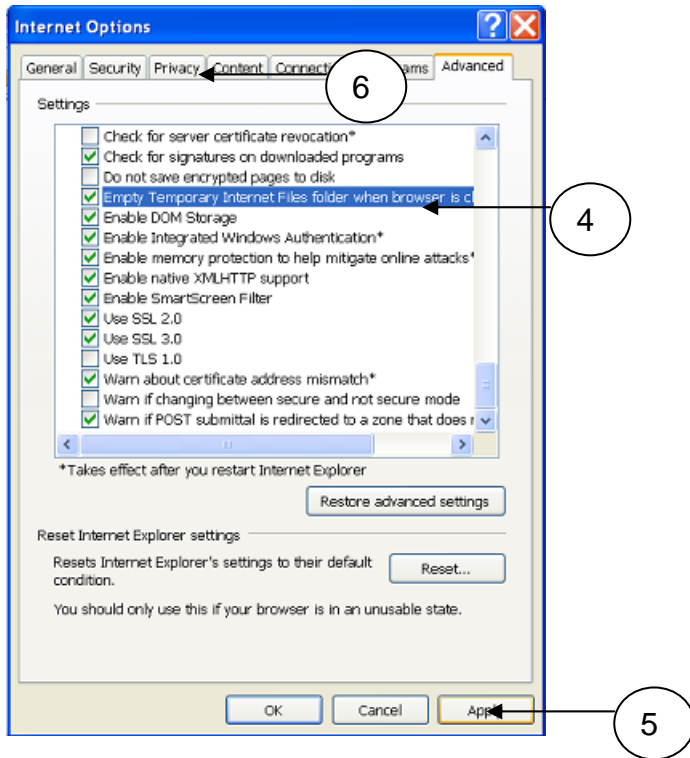 Internet Options
General Security Privacy Content ams Advanced
6
Settings
Check for server certificate revocation*
Check for signatures on downloaded programs
Do not save encrypted pages to disk
Empty Temporary Internet Files folder when browser is cl
4
Enable DOM Storage
Enable Integrated Windows Authentication*
Enable memory protection to help mitigate online attacks*
Enable native XMLHTTP support
Enable SmartScreen Filter
Use SSL 2.0
Use SSL 3.0
Use TLS 1.0
Warn about certificate address mismatch*
Warn if changing between secure and not secure mode
Warn if POST submittal is redirected to a zone that does
*Takes effect after you restart Internet Explorer
Restore advanced settings
Reset Internet Explorer settings
Resets Internet Explorer's settings to their default
condition.
Reset...
You should only use this if your browser is in an unusable state.
OK Cancel Appl
5